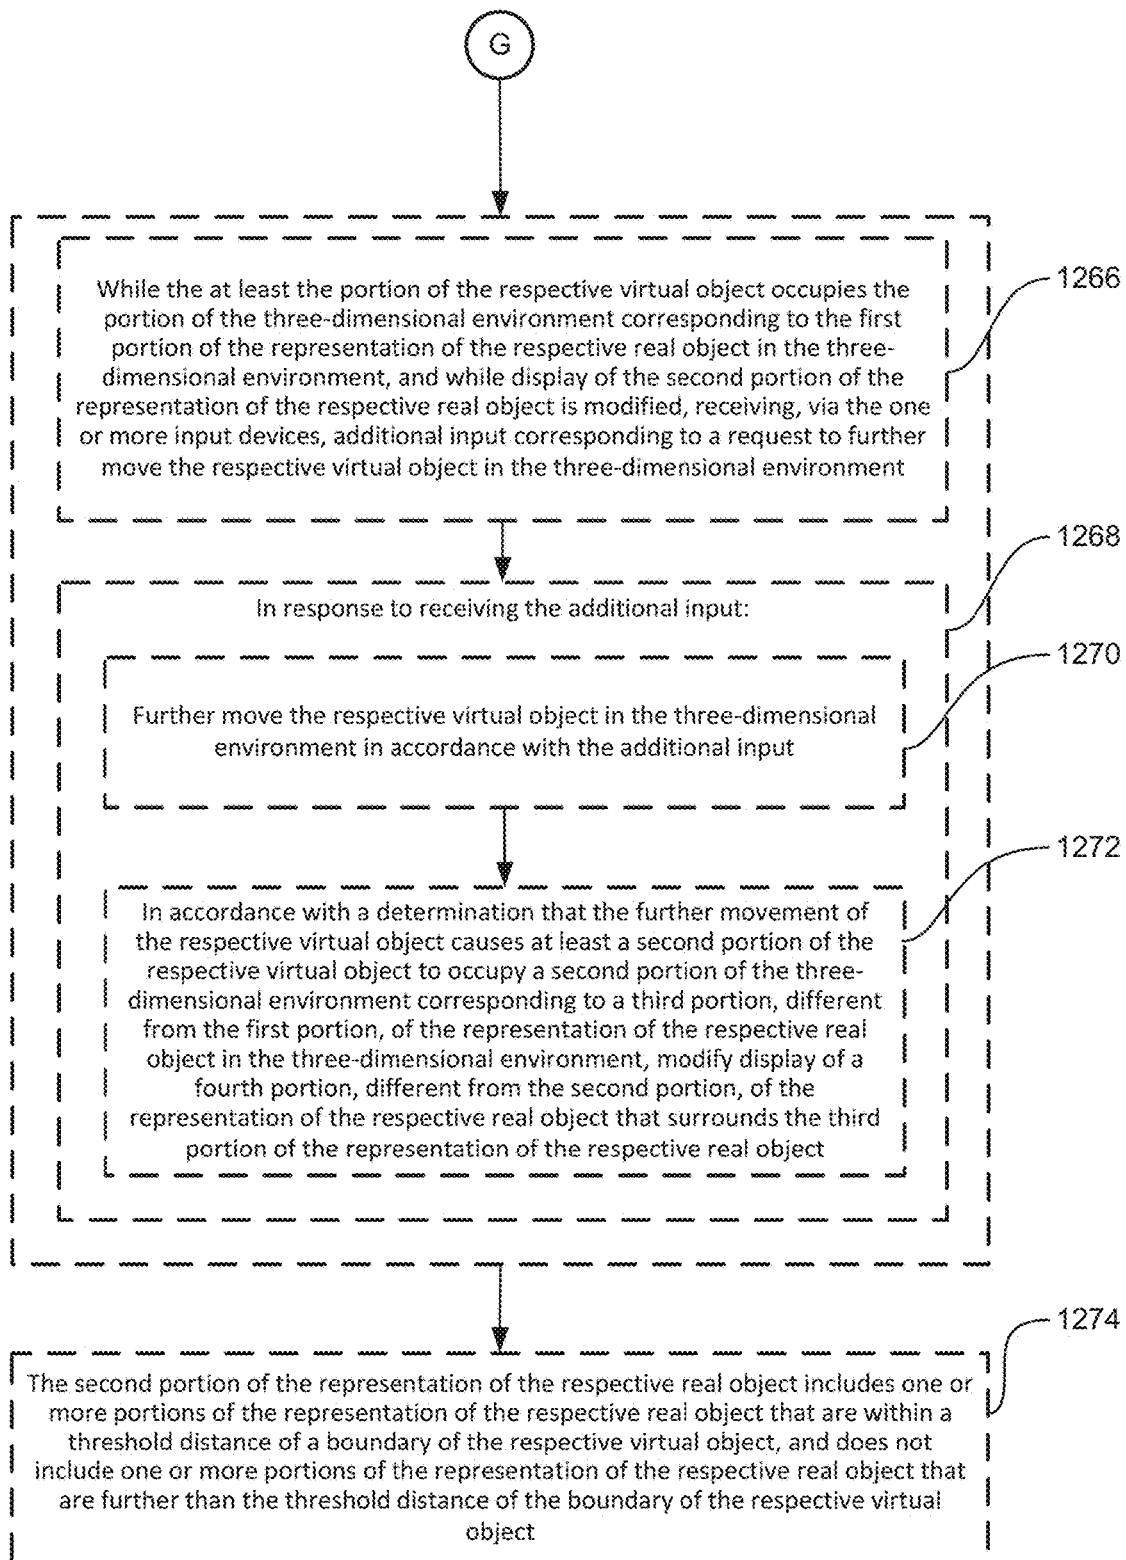 G
While the at least the portion of the respective virtual object occupies the
portion of the three-dimensional environment corresponding to the first
portion of the representation of the respective real object in the three-
dimensional environment, and while display of the second portion of the
representation of the respective real object is modified, receiving, via the one
or more input devices, additional input corresponding to a request to further
move the respective virtual object in the three-dimensional environment
1266
1268
In response to receiving the additional input:
1270
Further move the respective virtual object in the three-dimensional
environment in accordance with the additional input
1272
In accordance with a determination that the further movement of
the respective virtual object causes at least a second portion of the
respective virtual object to occupy a second portion of the three-
dimensional environment corresponding to a third portion, different
from the first portion, of the representation of the respective real
object in the three-dimensional environment, modify display of a
fourth portion, different from the second portion, of the
representation of the respective real object that surrounds the third
portion of the representation of the respective real object
1274
The second portion of the representation of the respective real object includes one or
more portions of the representation of the respective real object that are within a
threshold distance of a boundary of the respective virtual object, and does not
include one or more portions of the representation of the respective real object that
are further than the threshold distance of the boundary of the respective virtual
object